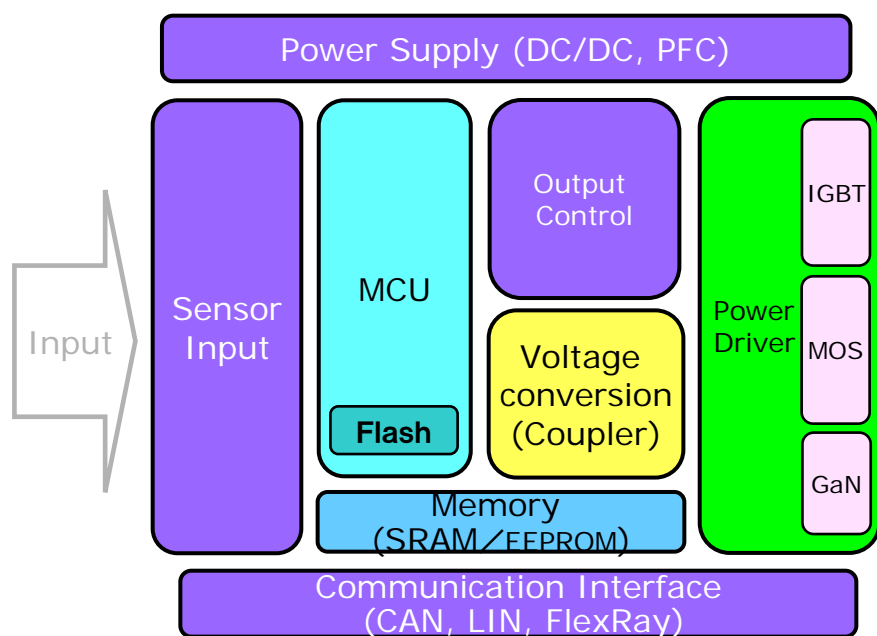 Power Supply (DC/DC, PFC)
Input
Sensor
Input
MCU
Flash
Output
Control
Voltage
conversion
(Coupler)
Memory
(SRAM／EEPROM)
Power
Driver
IGBT
MOS
GaN
Communication Interface
(CAN, LIN, FlexRay)